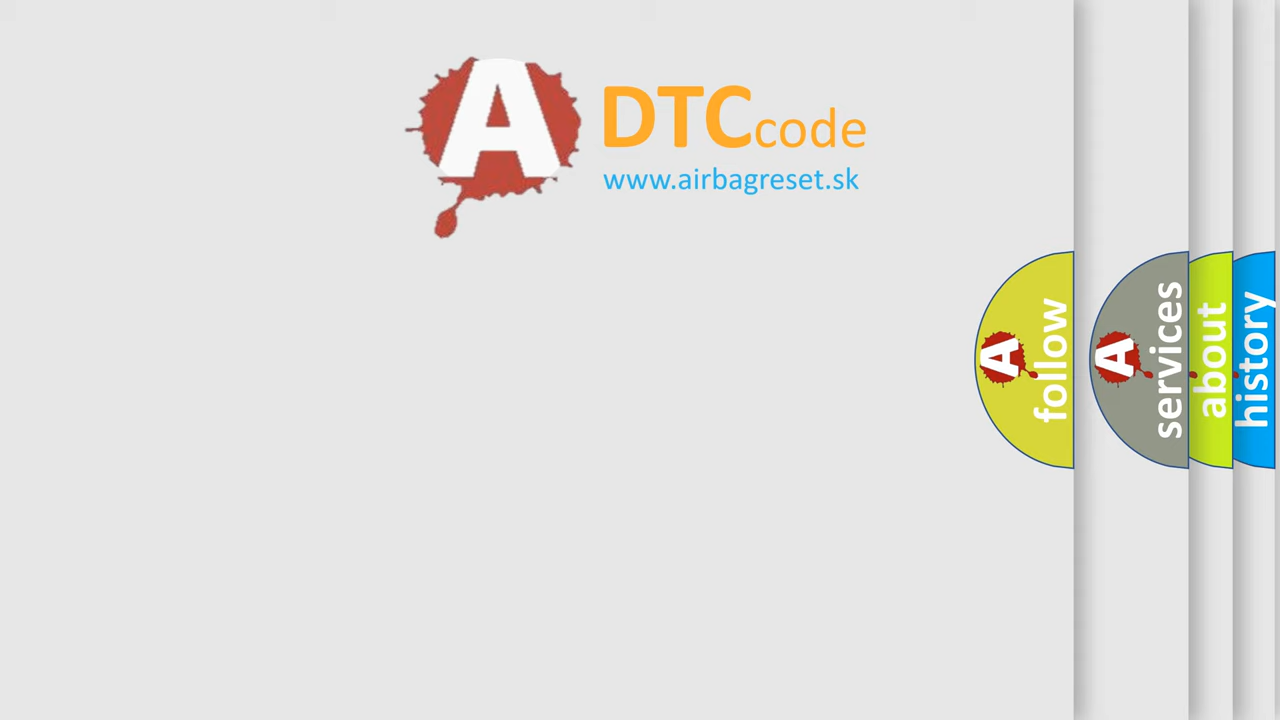 A DTCcode
www.airbagreset.sk
A follow
A services
about
history